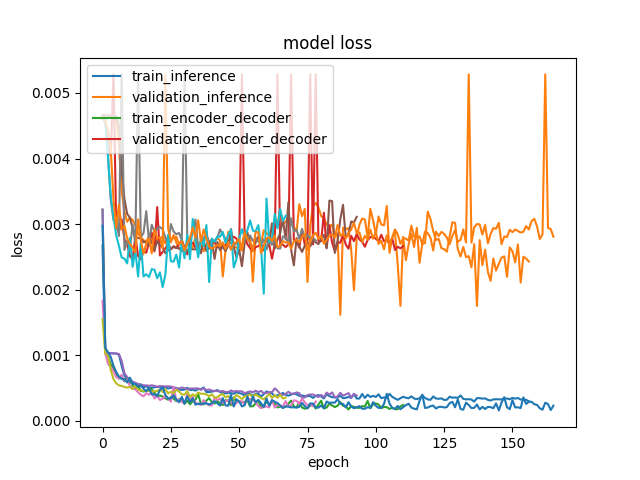 model loss
train_inference
validation_inference
train_encoder_decoder
validation_encoder_decoder
loss
0.005
0.004
0.003
0.002
0.001
0.000
0 25 50 75 100 125 150
epoch